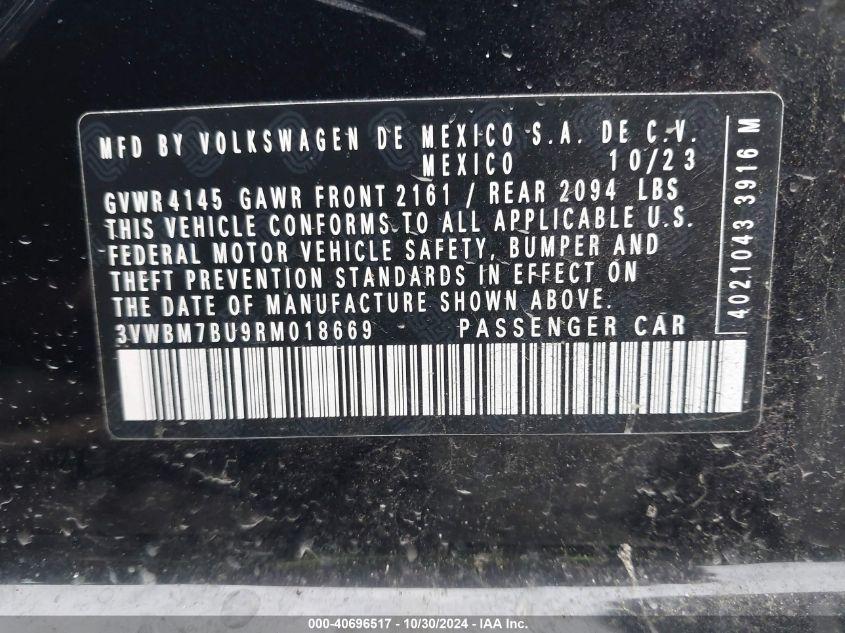 MFD BY VOLKSWAGEN DE MEXICO S.A. DE C.V.
MEXICO 10/23
GVWR 4145 GAWR FRONT 2161 / REAR 2094 LBS
THIS VEHICLE CONFORMS TO ALL APPLICABLE U.S.
FEDERAL MOTOR VEHICLE SAFETY, BUMPER AND
THEFT PREVENTION STANDARDS IN EFFECT ON
THE DATE OF MANUFACTURE SHOWN ABOVE.
3VWBM7BU9RM018669 PASSENGER CAR
4021043 3916 M
000-40696517 - 10/30/2024 - IAA Inc.